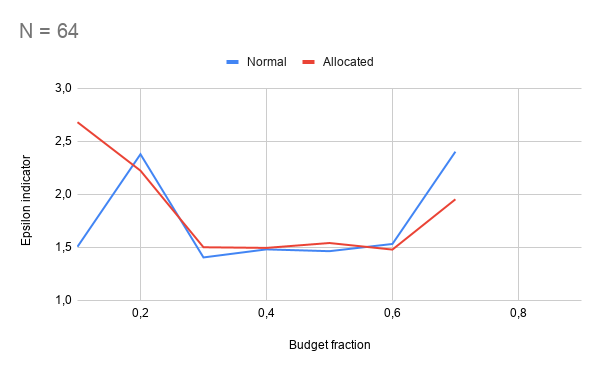 N = 64
Normal
Allocated
3,0
2,5
2,0
1,5
1,0
Epsilon indicator
0,2
0,4
0,6
0,8
Budget fraction